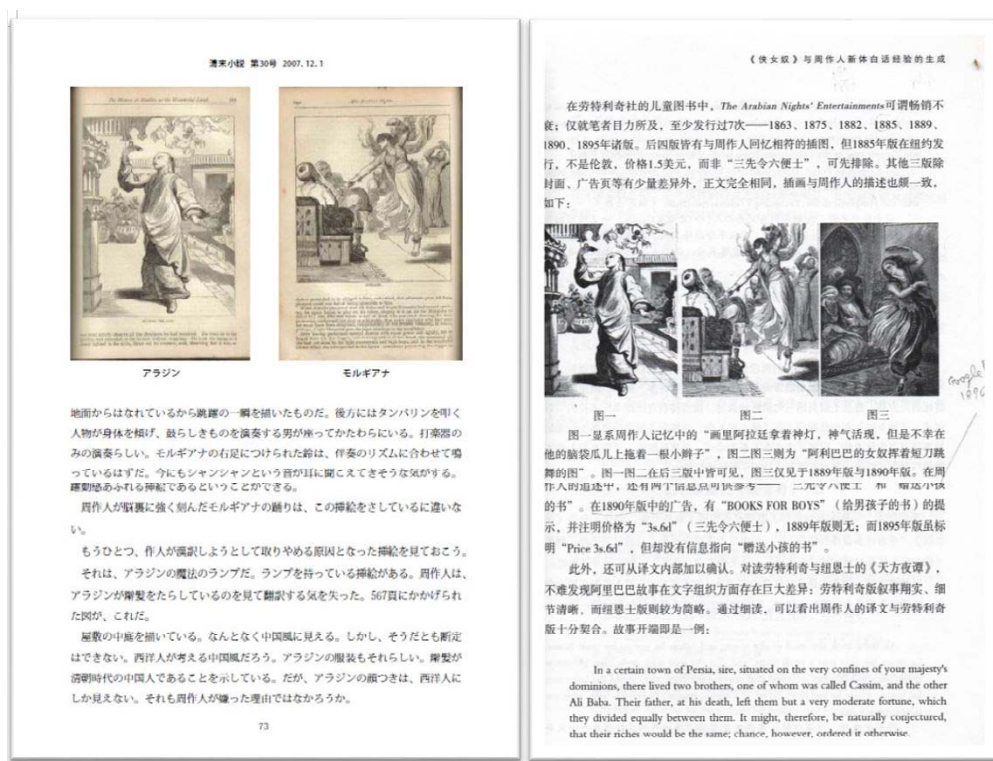 清末小説 第30号 2007.12.1
アラジン
モルギアナ
地面からはなれているから跳躍の一瞬を描いたものだ。後方にはタンバリンを叩く
人物が身体を傾げ、鼓らしきものを演奏する男が座ってかたわらにいる。打楽器の
みの演奏らしい。モルギアナの右足につけられた鈴は、伴奏のリズムに合わせて鳴
っているはずだ。今にもシャンシャンという音が耳に聞こえてきそうな気がする。
躍動感あふれる挿絵であるということができる。
周作人が脳裏に強く刻んだモルギアナの踊りは、この挿絵をさしているに違いな
い。
もうひとつ、作人が漢訳しようとして取りやめる原因となった挿絵を見ておこう。
それは、アラジンの魔法のランプだ。ランプを持っている挿絵がある。周作人は、
アラジンが辮髪をたらしているのを見て翻訳する気を失った。567頁にかかげられ
た図が、これだ。
屋敷の中庭を描いている。なんとなく中国風に見える。しかし、そうだとも断定
はできない。西洋人が考える中国風だろう。アラジンの服装もそれらしい。辮髪が
清朝時代の中国人であることを示している。だが、アラジンの顔つきは、西洋人に
しか見えない。それも周作人が嫌った理由ではなかろうか。
73
《侠女奴》与周作人新体白话经验的生成
在劳特利奇社的儿童图书中，The Arabian Nights' Entertainments可谓畅销不
衰；仅就笔者目力所及，至少发行过7次——1863、1875、1882、1885、1889、
1890、1895年诸版。后四版皆有与周作人回忆相符的插图，但1885年版在纽约发
行，不是伦敦，价格1.5美元，而非“三先令六便士”，可先排除。其他三版除
封面、广告页等有少量差异外，正文完全相同，插画与周作人的描述也颇一致，
如下：
图一
图二
图三
Google
图一显系周作人记忆中的“画里阿拉廷拿着神灯，神气活现，但是不幸在
他的脑袋瓜儿上拖着一根小辫子”，图二图三则为“阿利巴巴的女奴挥着短刀跳
舞的图”。图一图二在后三版中皆可见，图三仅见于1889年版与1890年版。在周
作人的追述中，还有两个信息点可供参考——“三先令六便士”和“赠送小孩
的书”。在1890年版中的广告，有“BOOKS FOR BOYS”（给男孩子的书）的提
示，并注明价格为“3s.6d”（三先令六便士），1889年版则无；而1895年版虽标
明“Price 3s.6d”，但却没有信息指向“赠送小孩的书”。
此外，还可从译文内部加以确认。对读劳特利奇与纽恩士的《天方夜谭》，
不难发现阿里巴巴故事在文字组织方面存在巨大差异：劳特利奇版叙事翔实、细
节清晰，而纽恩士版则较为简略。通过细读，可以看出周作人的译文与劳特利奇
版十分契合。故事开端即是一例：
In a certain town of Persia, sire, situated on the very confines of your majesty's
dominions, there lived two brothers, one of whom was called Cassim, and the other
Ali Baba. Their father, at his death, left them but a very moderate fortune, which
they divided equally between them. It might, therefore, be naturally conjectured,
that their riches would be the same; chance, however, ordered it otherwise.